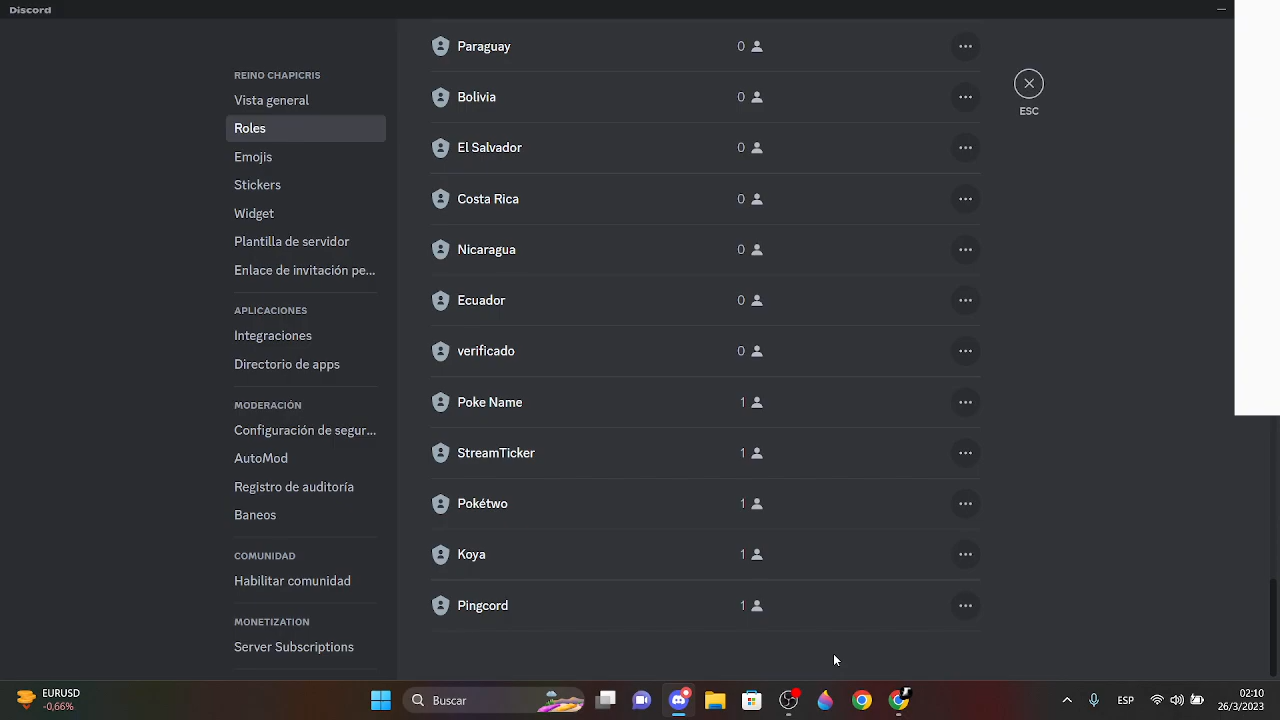 Discord
REINO CHAPICRIS
Vista general
Roles
Emojis
Stickers
Widget
Plantilla de servidor
Enlace de invitación pe...
APLICACIONES
Integraciones
Directorio de apps
MODERACIÓN
Configuración de segur...
AutoMod
Registro de auditoría
Baneos
COMUNIDAD
Habilitar comunidad
MONETIZATION
Server Subscriptions
Paraguay 0
Bolivia 0
El Salvador 0
Costa Rica 0
Nicaragua 0
Ecuador 0
verificado 0
Poke Name 1
StreamTicker 1
Pokétwo 1
Koya 1
Pingcord 1
ESC
EURUSD
-0,66%
Buscar
ESP
02:10
26/3/2023